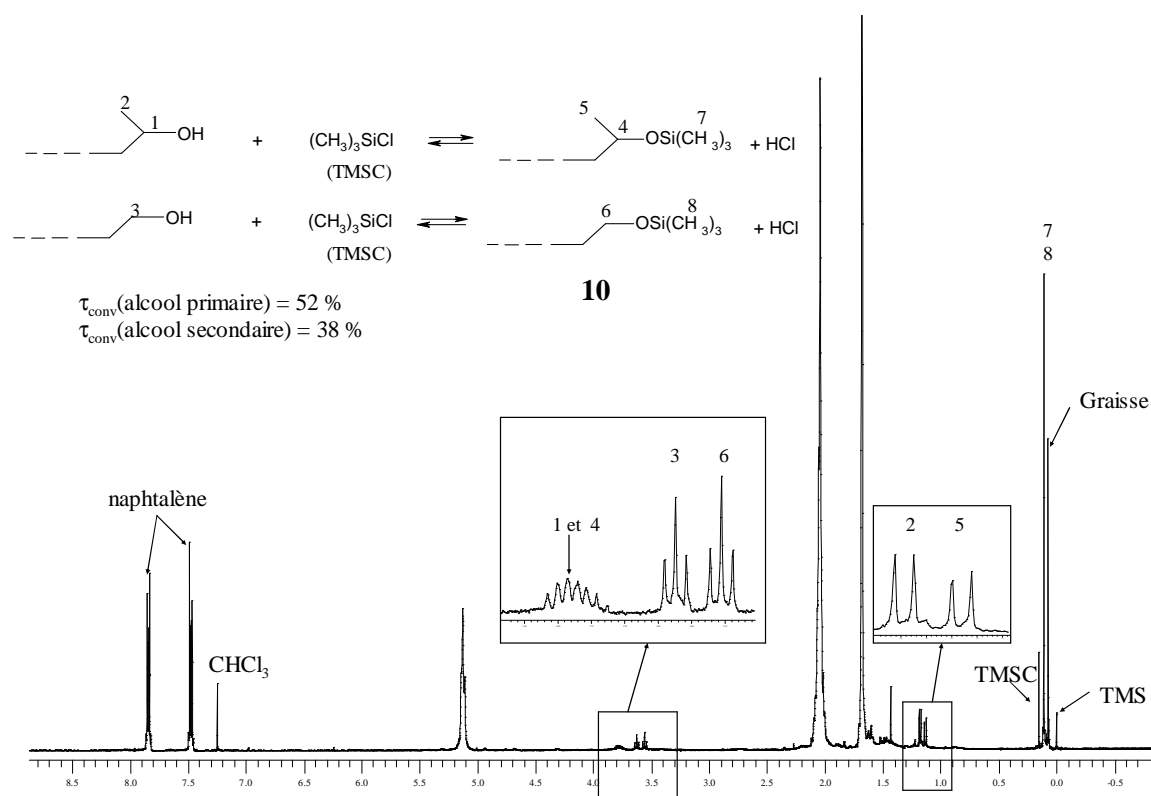 2
1
OH
+
(CH3)3SiCl
(TMSC)
5
4
7
OSi(CH3)3
+ HCl
3
OH
+
(CH3)3SiCl
(TMSC)
6
8
OSi(CH3)3
+ HCl
10
τconv(alcool primaire) = 52 %
τconv(alcool secondaire) = 38 %
7
8
Graisse
naphtalène
CHCl3
1 et 4
3
6
2
5
TMSC
TMS
8.5 8.0 7.5 7.0 6.5 6.0 5.5 5.0 4.5 4.0 3.5 3.0 2.5 2.0 1.5 1.0 0.5 0.0 -0.5